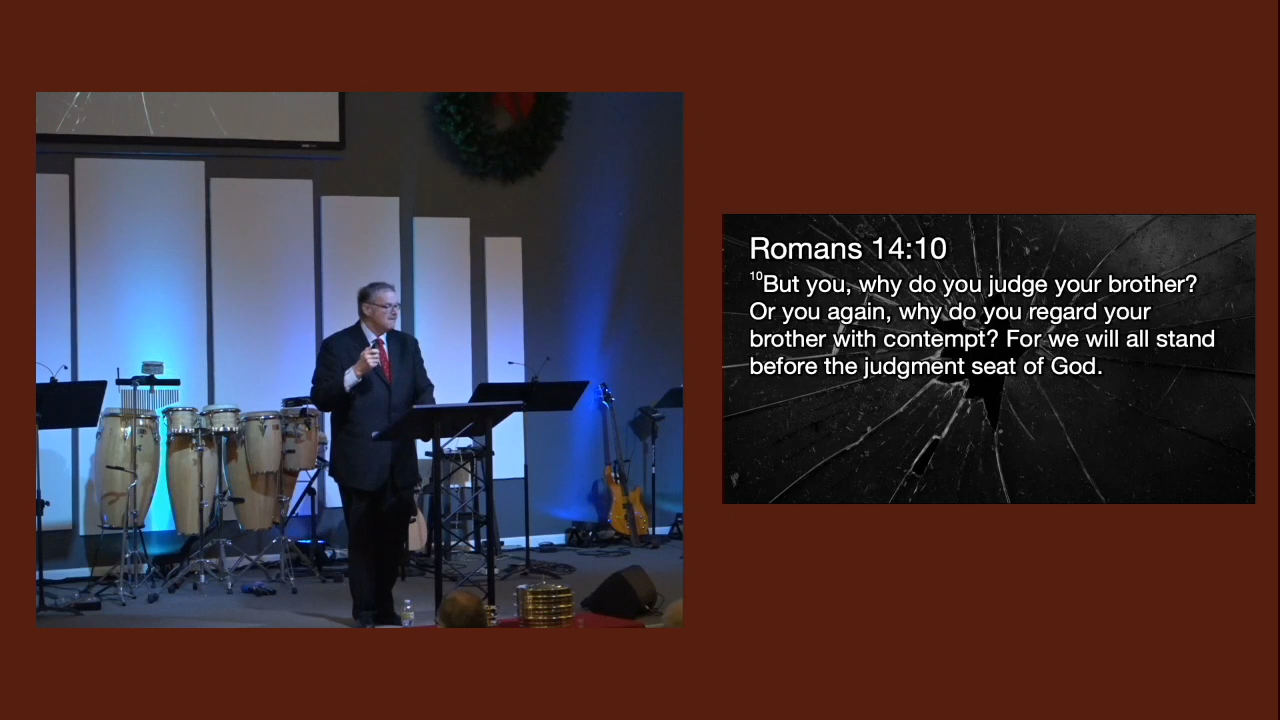 Romans 14:10
10But you, why do you judge your brother?
Or you again, why do you regard your
brother with contempt? For we will all stand
before the judgment seat of God.